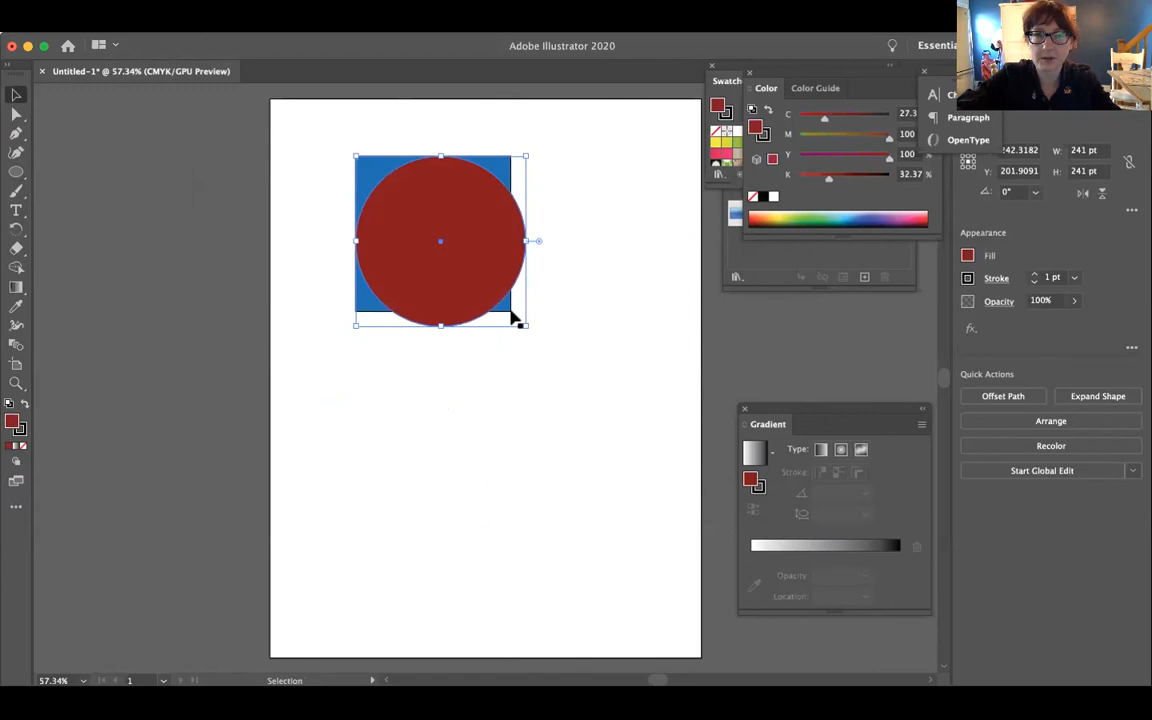 Adobe Illustrator 2020
Essentia
Untitled-1* @ 57.34% (CMYK/GPU Preview)
Swatch
Color
Color Guide
C
27.3
M
100
Y
100
K
32.37 %
Paragraph
OpenType
242.3182
W:
241 pt
Y:
201.9091
H:
241 pt
0°
Appearance
Fill
Stroke
1 pt
Opacity
100%
fx.
Quick Actions
Offset Path
Expand Shape
Arrange
Recolor
Start Global Edit
Gradient
Type:
Stroke:
Opacity:
Location:
57.34%
1
Selection